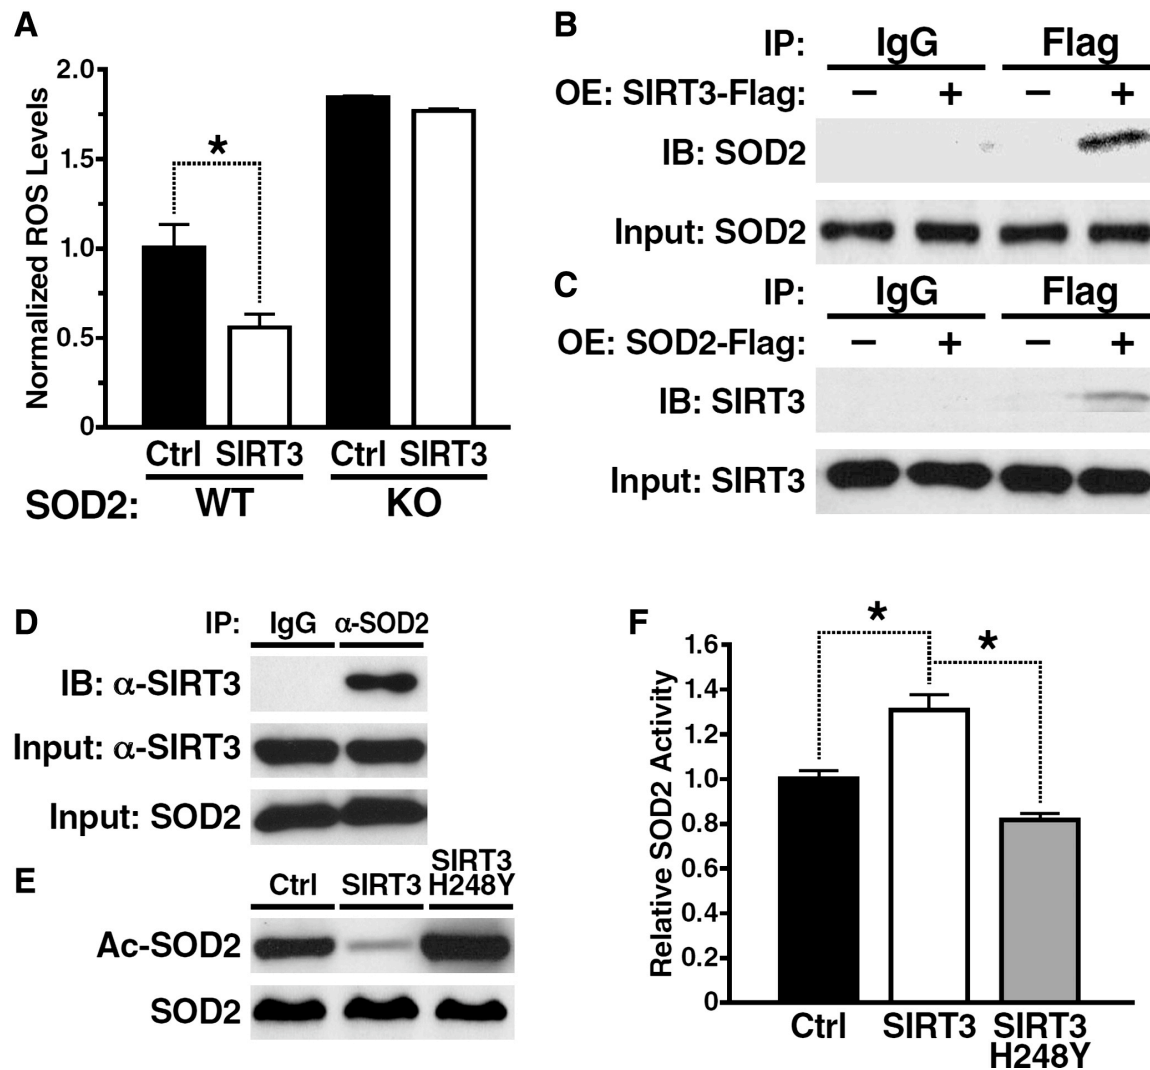 A
Normalized ROS Levels
2.0
1.5
1.0
0.5
0
*
Ctrl SIRT3 Ctrl SIRT3
SOD2: WT KO
B
IP: IgG Flag
OE: SIRT3-Flag: − + − +
IB: SOD2
Input: SOD2
C
IP: IgG Flag
OE: SOD2-Flag: − + − +
IB: SIRT3
Input: SIRT3
D
IP: IgG α-SOD2
IB: α-SIRT3
Input: α-SIRT3
Input: SOD2
E
Ctrl SIRT3 SIRT3
H248Y
Ac-SOD2
SOD2
F
Relative SOD2 Activity
1.6
1.4
1.2
1.0
0.8
0.6
0.4
0.2
0
* *
Ctrl SIRT3 SIRT3
H248Y